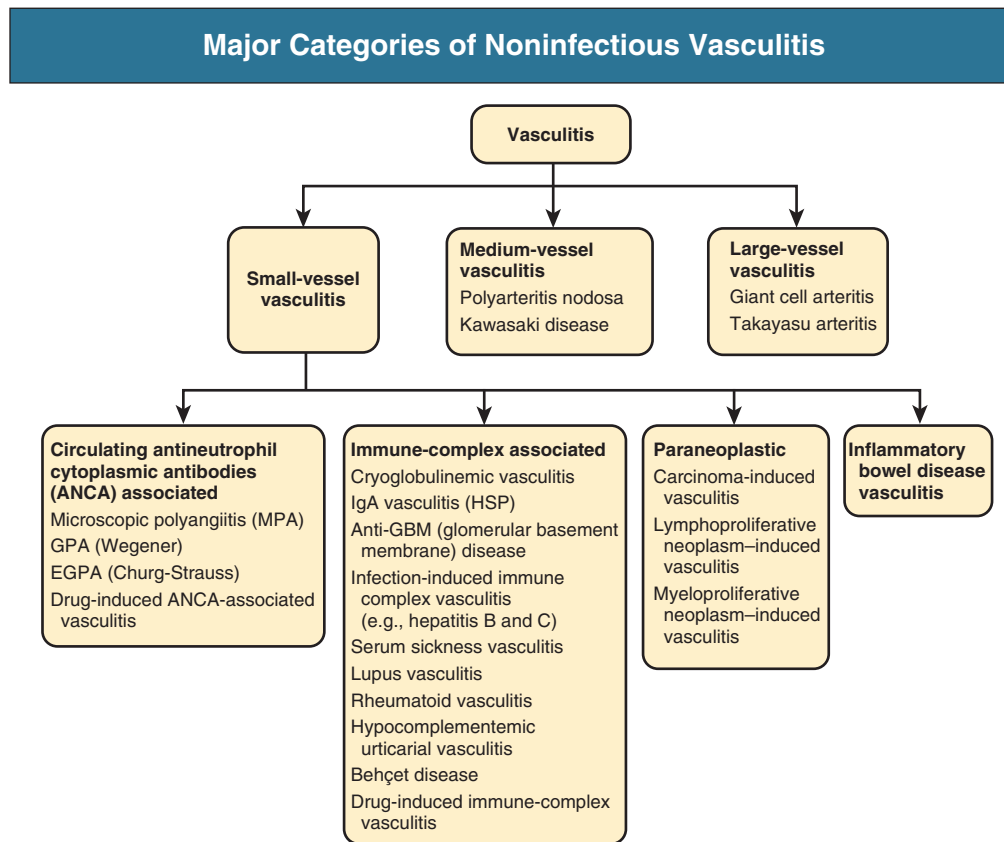 Major Categories of Noninfectious Vasculitis
Vasculitis
Small-vessel
vasculitis
Medium-vessel
vasculitis
Polyarteritis nodosa
Kawasaki disease
Large-vessel
vasculitis
Giant cell arteritis
Takayasu arteritis
Circulating antineutrophil
cytoplasmic antibodies
(ANCA) associated
Microscopic polyangiitis (MPA)
GPA (Wegener)
EGPA (Churg-Strauss)
Drug-induced ANCA-associated
vasculitis
Immune-complex associated
Cryoglobulinemic vasculitis
IgA vasculitis (HSP)
Anti-GBM (glomerular basement
membrane) disease
Infection-induced immune
complex vasculitis
(e.g., hepatitis B and C)
Serum sickness vasculitis
Lupus vasculitis
Rheumatoid vasculitis
Hypocomplementemic
urticarial vasculitis
Behçet disease
Drug-induced immune-complex
vasculitis
Paraneoplastic
Carcinoma-induced
vasculitis
Lymphoproliferative
neoplasm–induced
vasculitis
Myeloproliferative
neoplasm–induced
vasculitis
Inflammatory
bowel disease
vasculitis